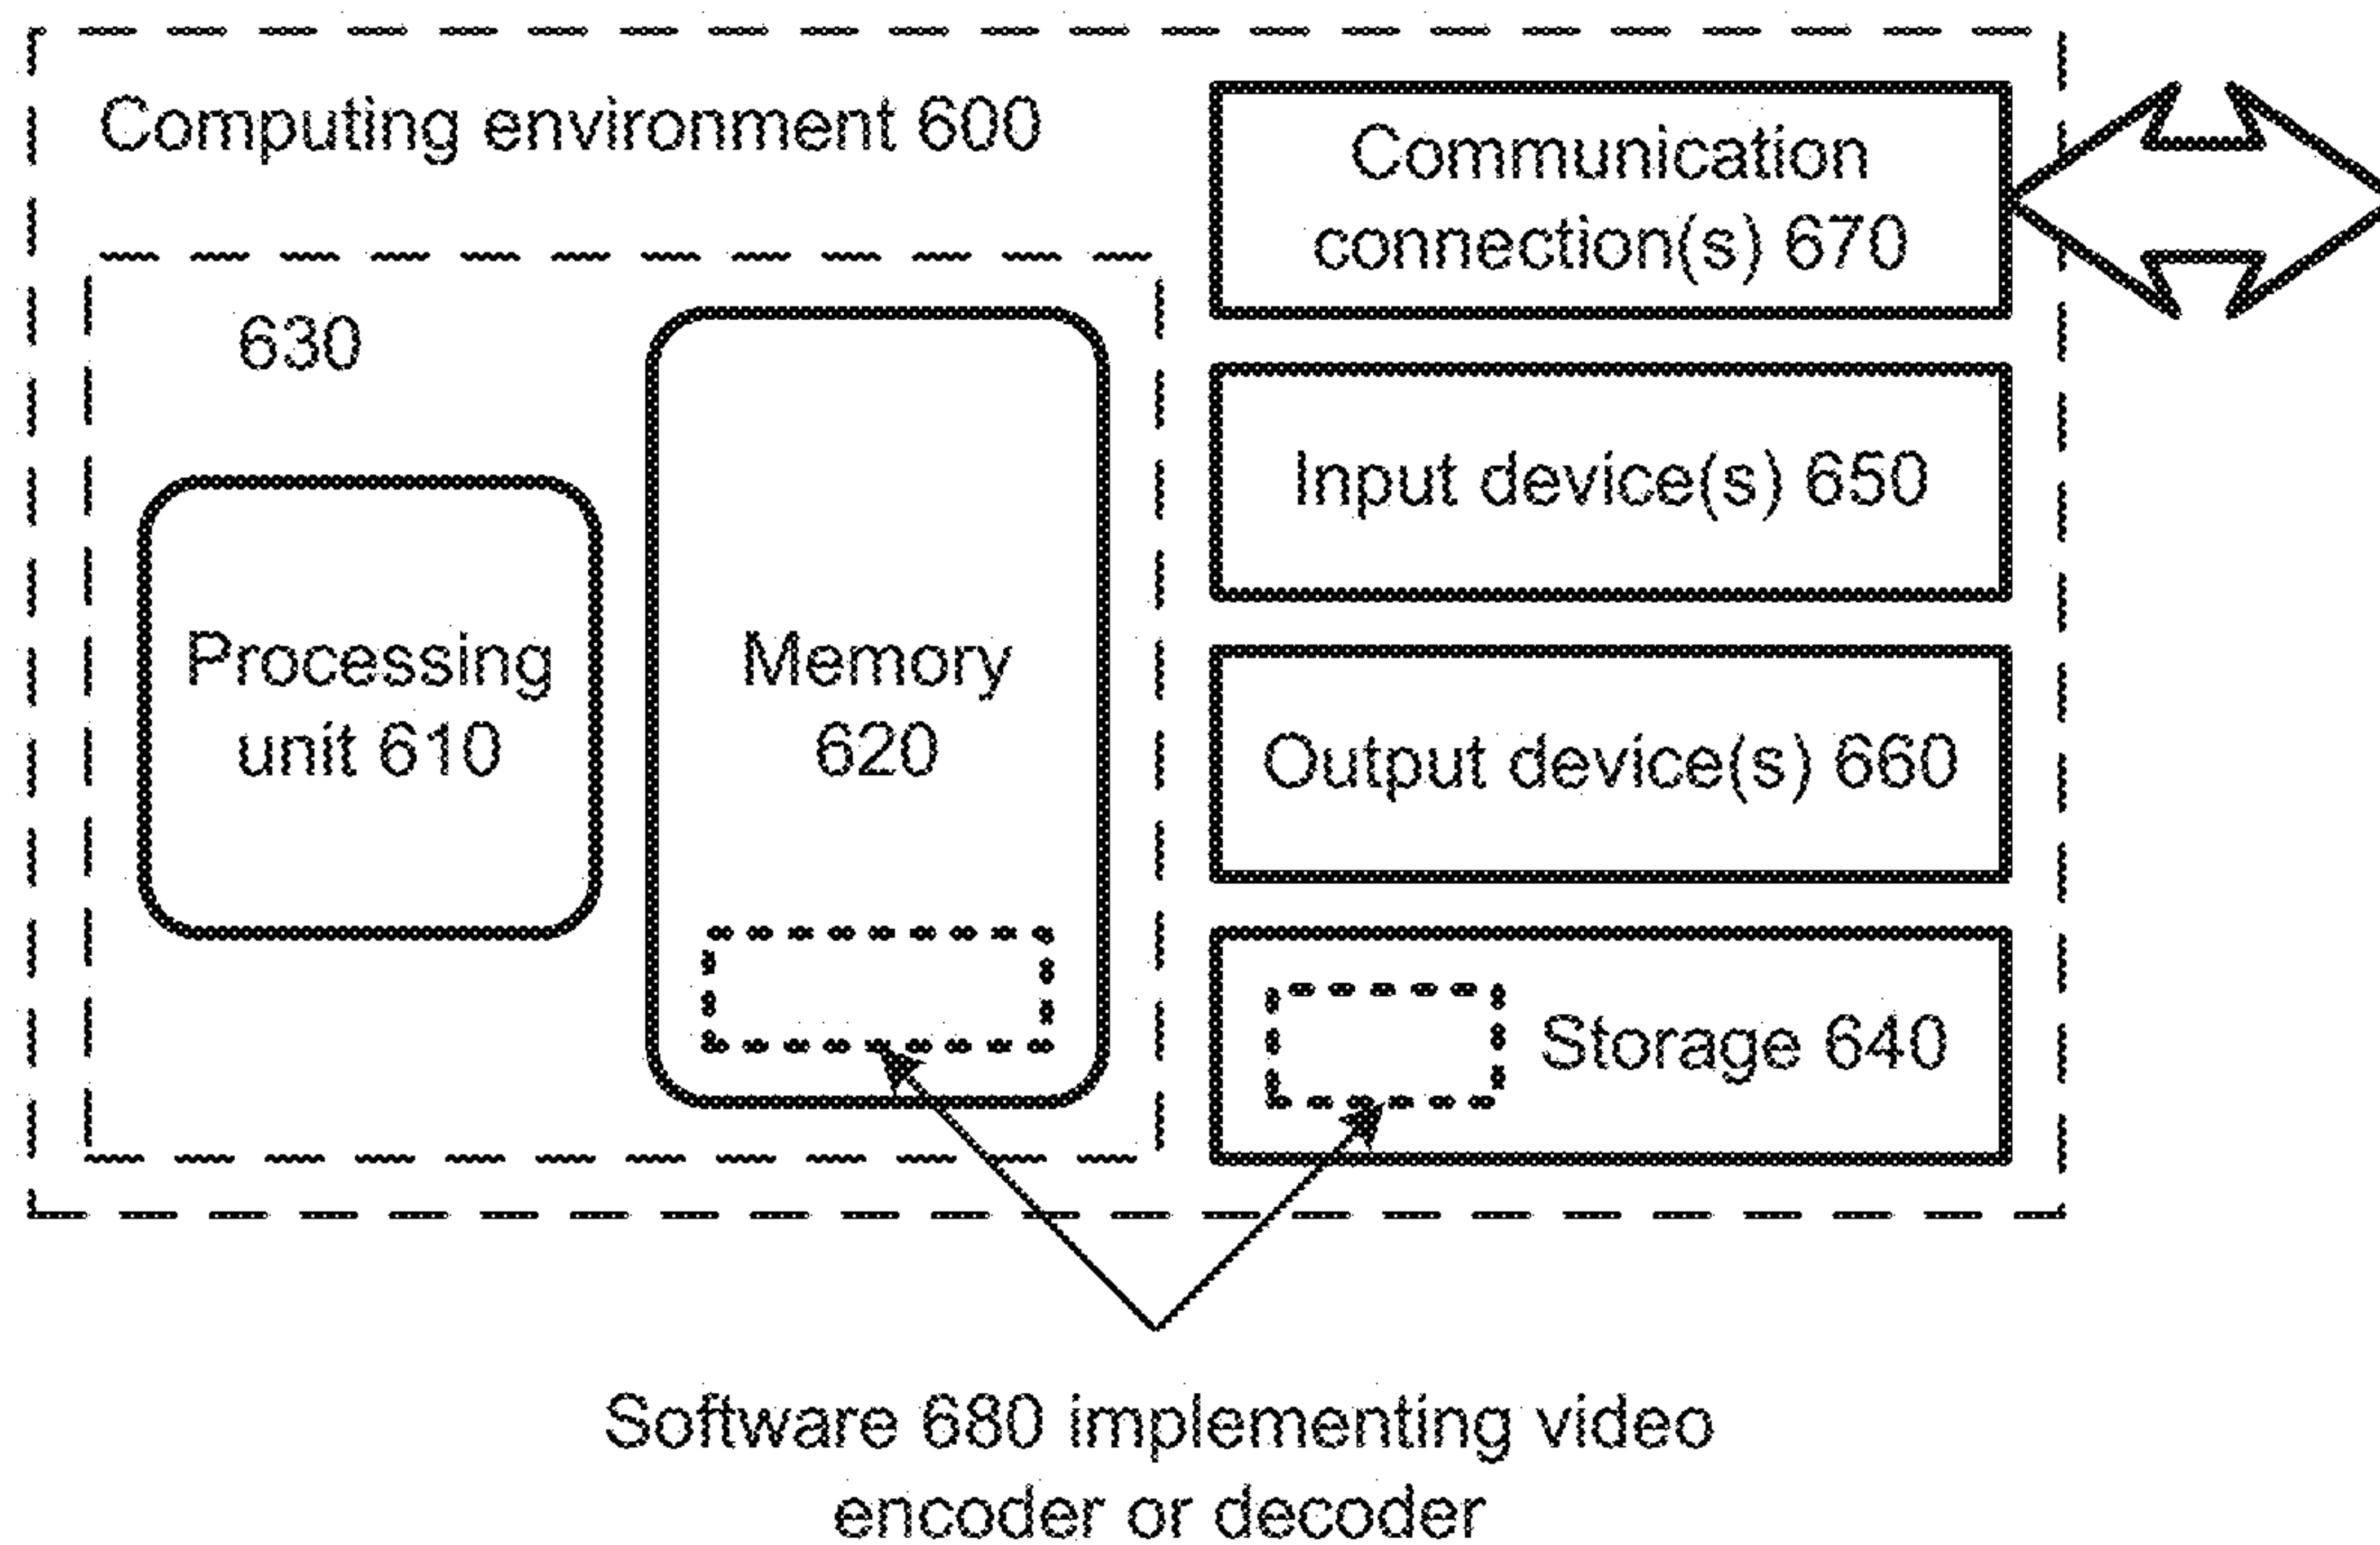 Computing environment 600
Communication
connection(s) 670
630
Input device(s) 650
Processing
unit 610
Memory
620
Output device(s) 660
Storage 640
Software 680 implementing video
encoder or decoder